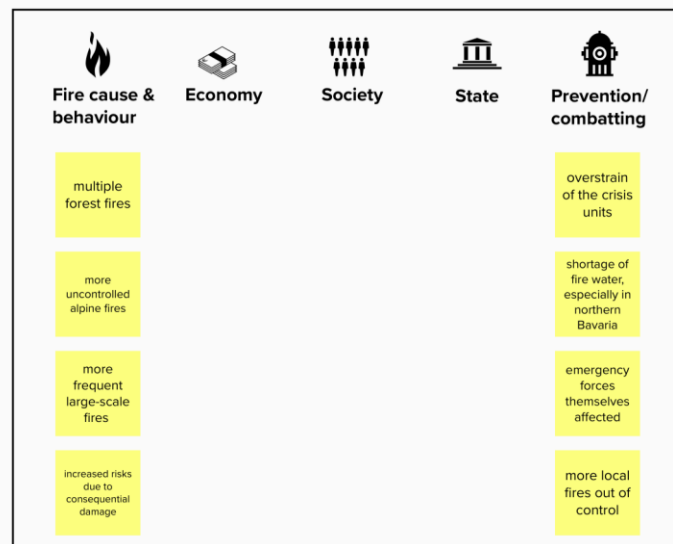 Fire cause &
behaviour
Economy
Society
State
Prevention/
combatting
multiple
forest fires
overstrain
of the crisis
units
more
uncontrolled
alpine fires
shortage of
fire water,
especially in
northern
Bavaria
more
frequent
large-scale
fires
emergency
forces
themselves
affected
increased risks
due to
consequential
damage
more local
fires out of
control